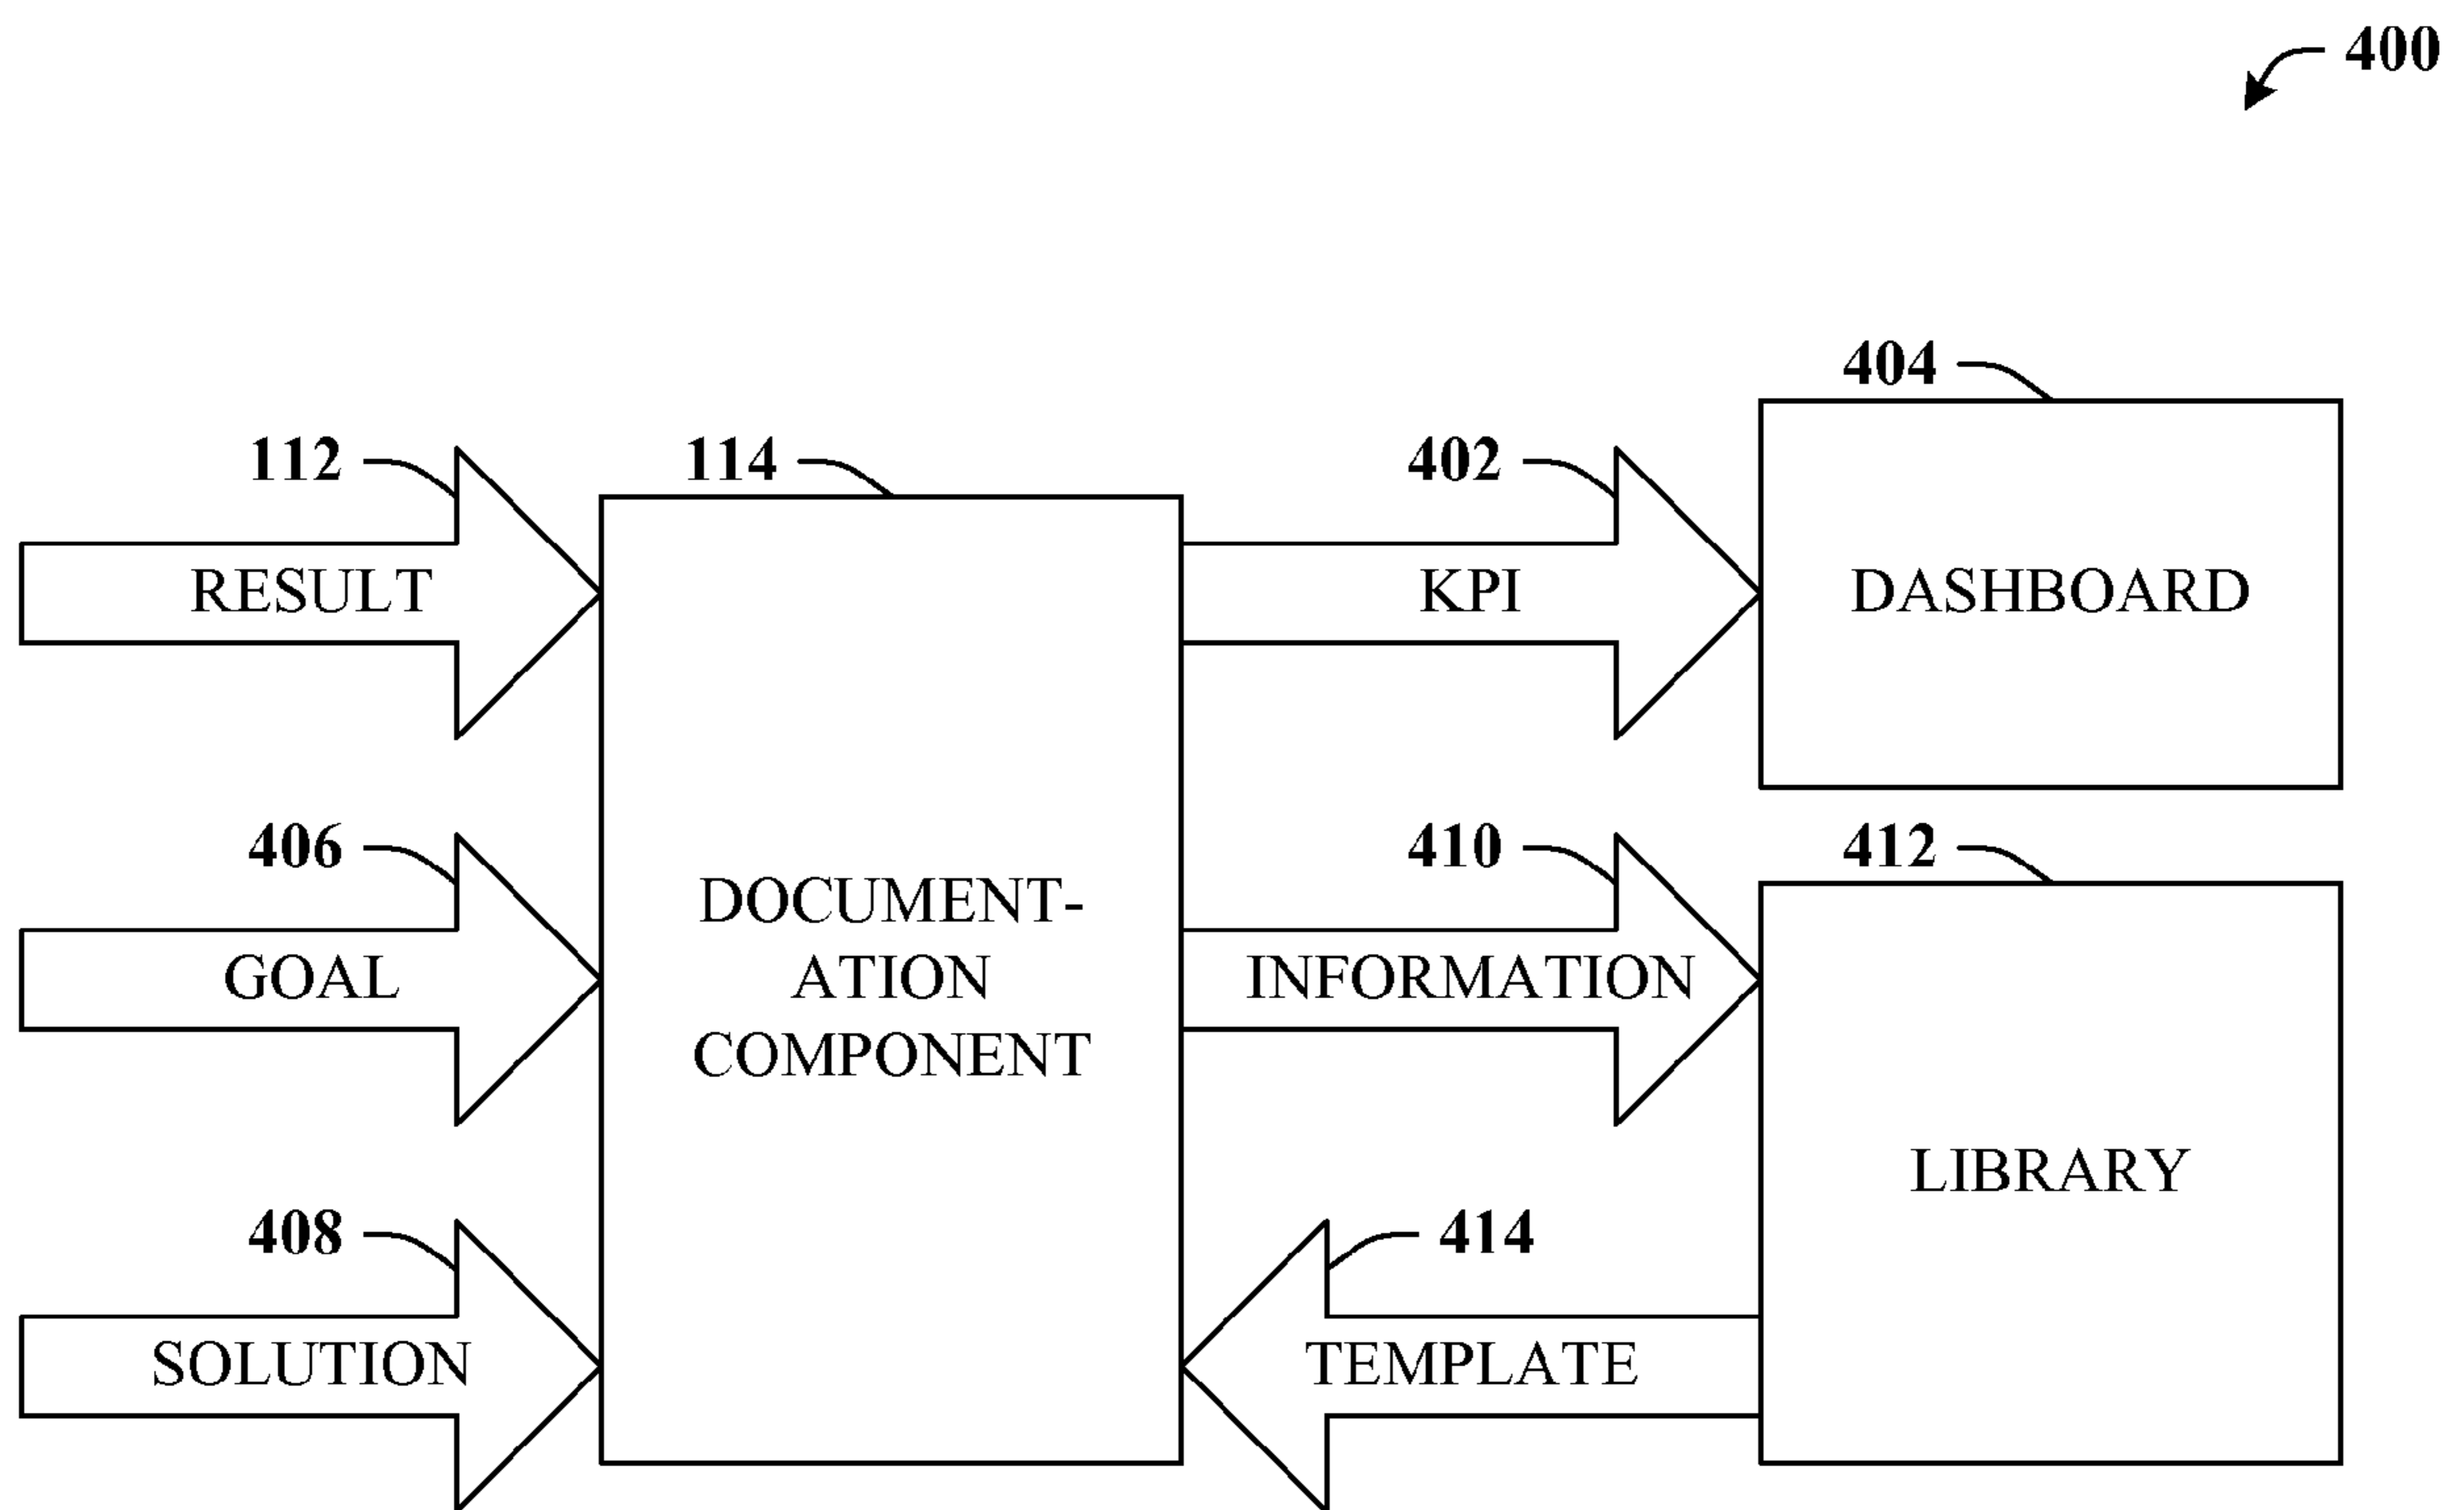 400
404
112
114
402
RESULT
KPI
DASHBOARD
406
410
412
DOCUMENT-
ATION
COMPONENT
GOAL
INFORMATION
LIBRARY
408
414
SOLUTION
TEMPLATE